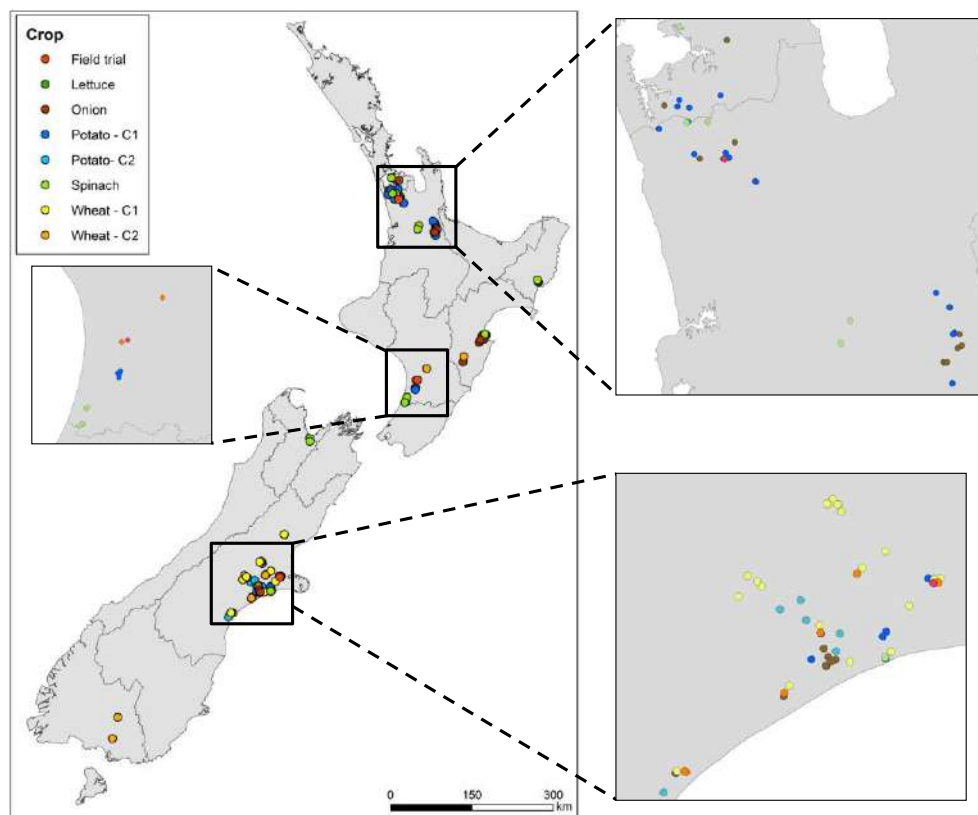 Crop
Field trial
Lettuce
Onion
Potato - C1
Potato- C2
Spinach
Wheat - C1
Wheat - C2
0 150 300
km